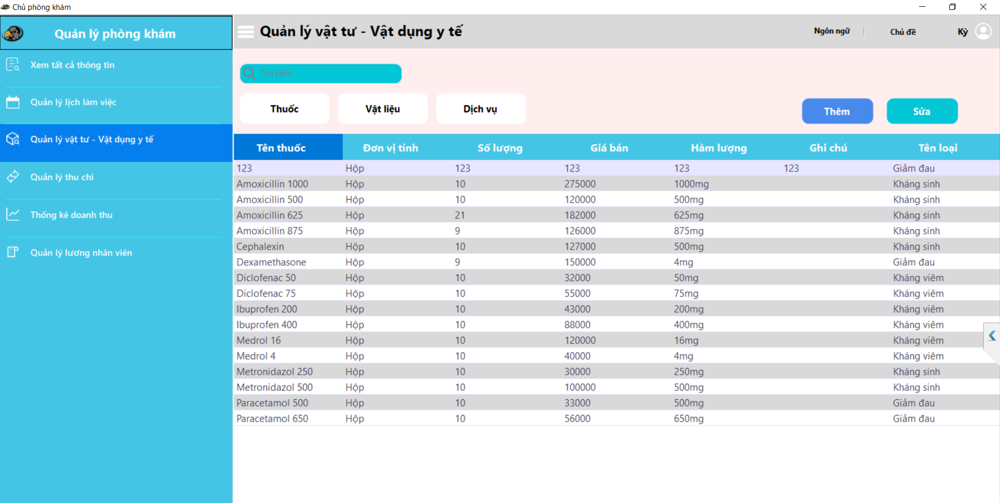 Chủ phòng khám
Quản lý phòng khám
Quản lý vật tư - Vật dụng y tế
Ngôn ngữ
Chủ đề
Kỳ
Xem tất cả thông tin
Quản lý lịch làm việc
Quản lý vật tư - Vật dụng y tế
Quản lý thu chi
Thống kê doanh thu
Quản lý lương nhân viên
Tìm kiếm
Thuốc Vật liệu Dịch vụ Thêm Sửa
Tên thuốc Đơn vị tính Số lượng Giá bán Hàm lượng Ghi chú Tên loại
123 Hộp 123 123 123 123 Giảm đau
Amoxicillin 1000 Hộp 10 275000 1000mg Kháng sinh
Amoxicillin 500 Hộp 10 120000 500mg Kháng sinh
Amoxicillin 625 Hộp 21 182000 625mg Kháng sinh
Amoxicillin 875 Hộp 9 126000 875mg Kháng sinh
Cephalexin Hộp 10 127000 500mg Kháng sinh
Dexamethasone Hộp 9 150000 4mg Giảm đau
Diclofenac 50 Hộp 10 32000 50mg Kháng viêm
Diclofenac 75 Hộp 10 55000 75mg Kháng viêm
Ibuprofen 200 Hộp 10 43000 200mg Kháng viêm
Ibuprofen 400 Hộp 10 88000 400mg Kháng viêm
Medrol 16 Hộp 10 120000 16mg Kháng viêm
Medrol 4 Hộp 10 40000 4mg Kháng viêm
Metronidazol 250 Hộp 10 30000 250mg Kháng sinh
Metronidazol 500 Hộp 10 100000 500mg Kháng sinh
Paracetamol 500 Hộp 10 33000 500mg Giảm đau
Paracetamol 650 Hộp 10 56000 650mg Giảm đau